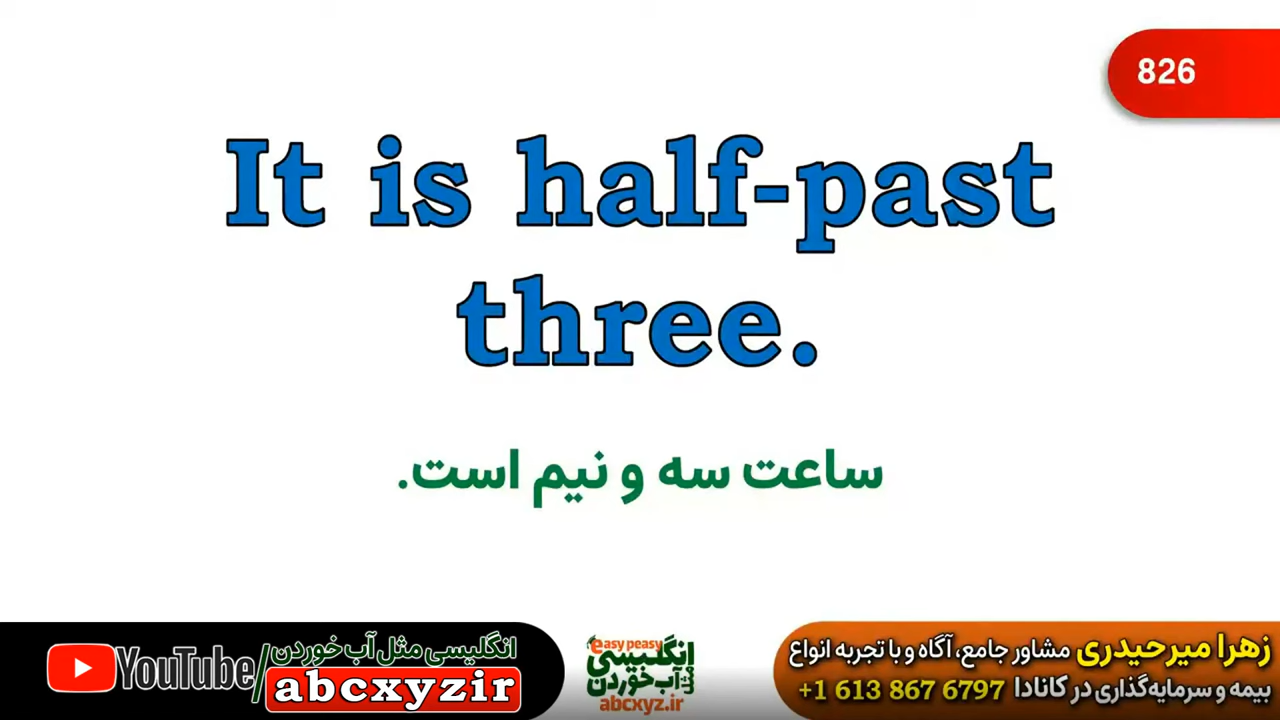 826
It is half-past
three.
ساعت سه و نیم است.
YouTube/
انگلیسی مثل آب خوردن
abcxyzir
easy peasy
انگلیسی
مثل
آب خوردن
abcxyz.ir
زهرا میرحیدری مشاور جامع، آگاه و با تجربه انواع
بیمه و سرمایه‌گذاری در کانادا +1 613 867 6797